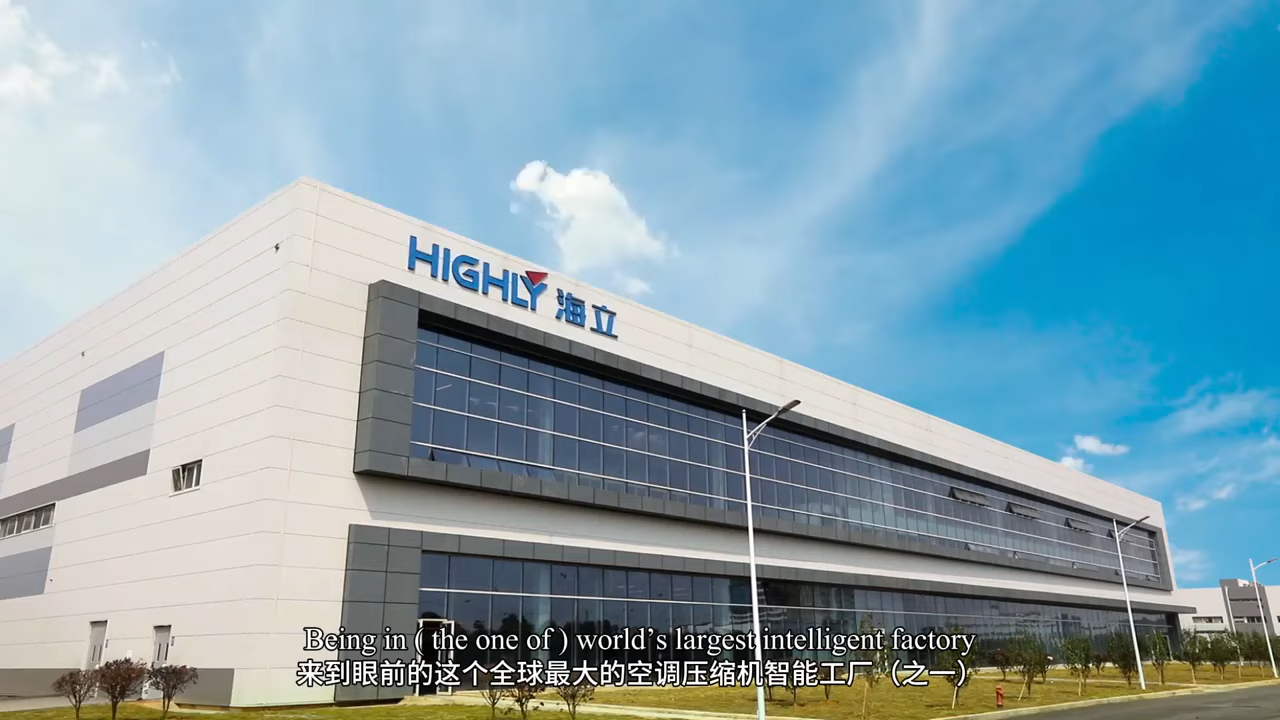 HIGHLY 海立
Being in ( the one of ) world's largest intelligent factory
来到眼前的这个全球最大的空调压缩机智能工厂（之一）